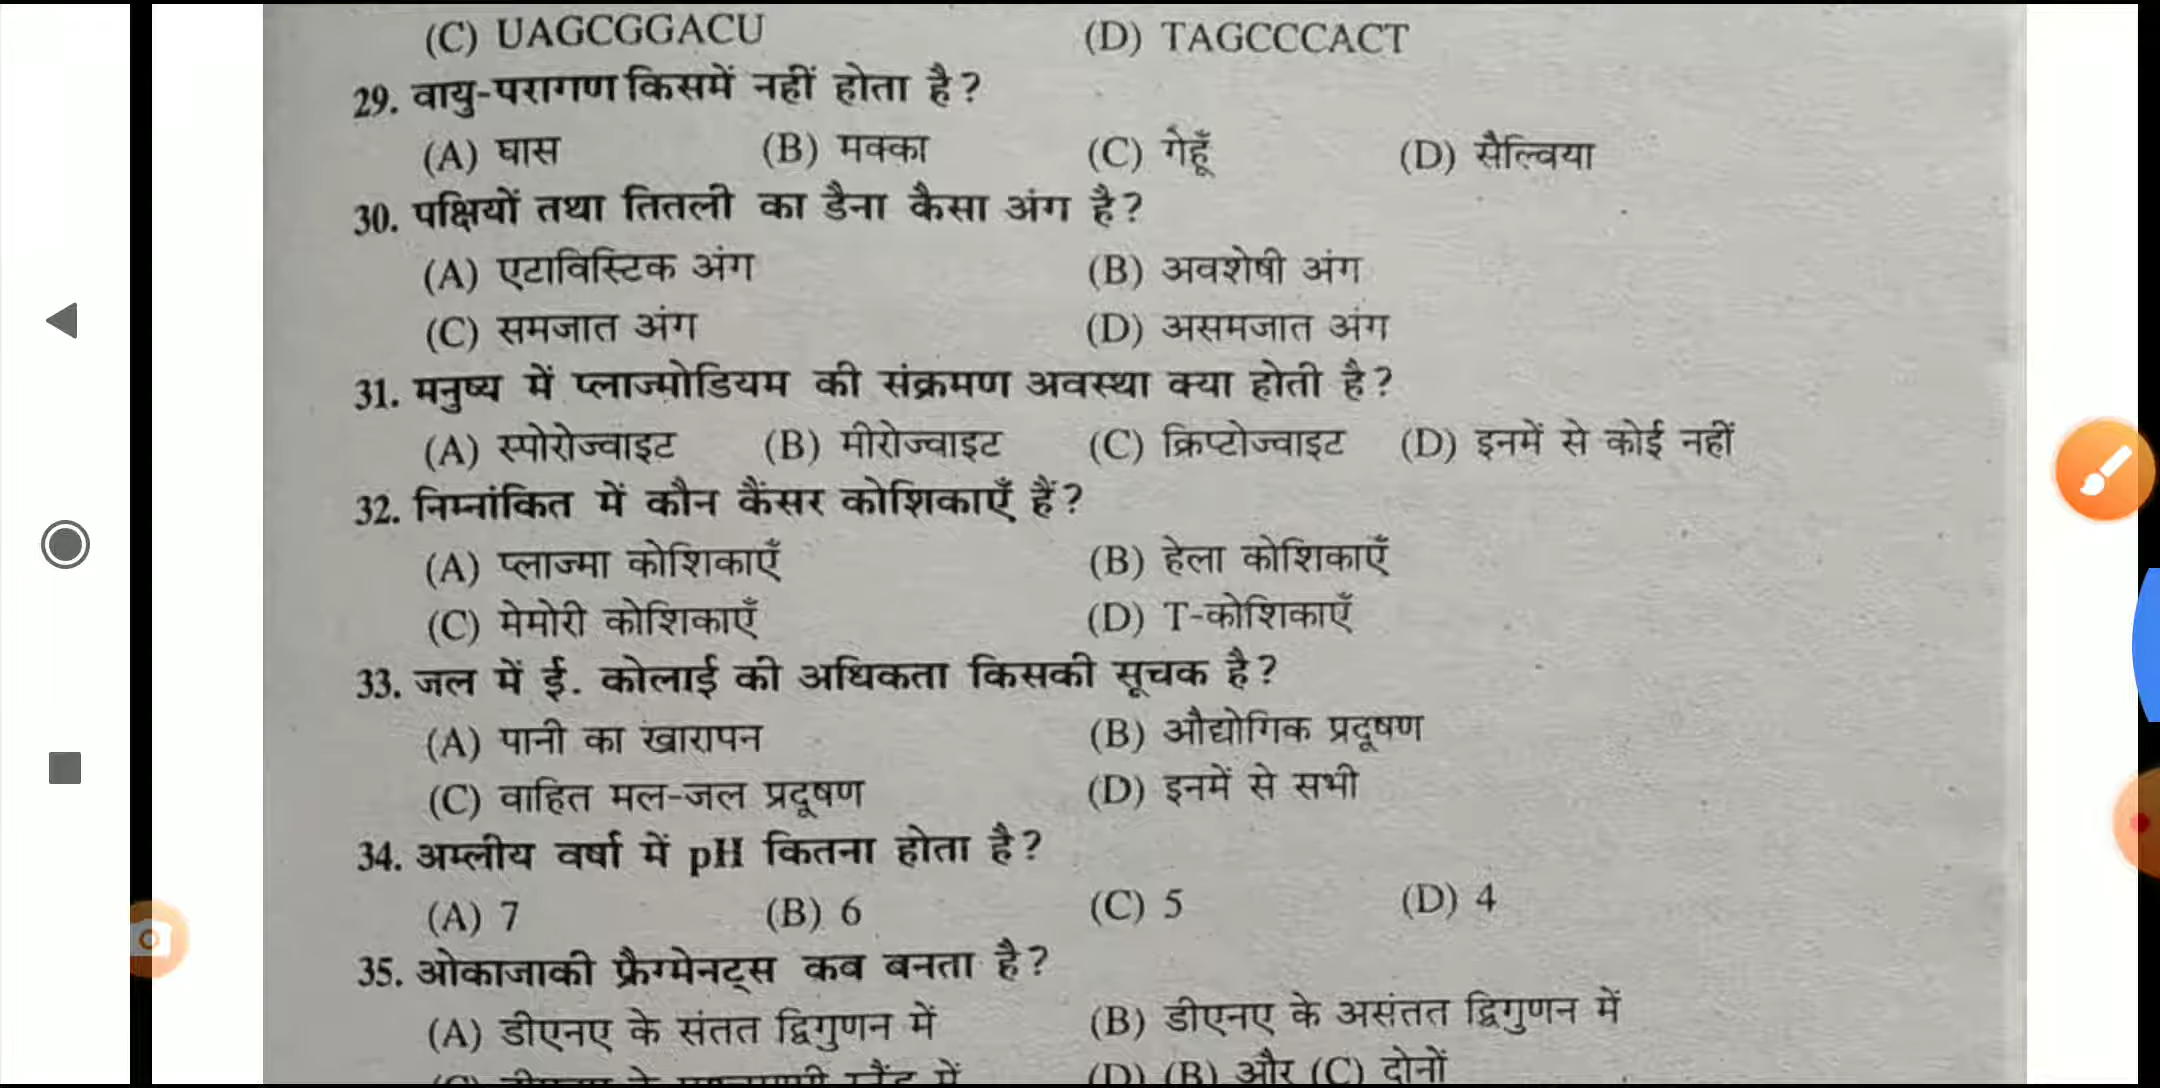 (C) UAGCGGACU (D) TAGCCCACT
29. वायु-परागण किसमें नहीं होता है?
(A) घास (B) मक्का (C) गेहूँ (D) सैल्विया
30. पक्षियों तथा तितली का डैना कैसा अंग है?
(A) एटाविस्टिक अंग (B) अवशेषी अंग
(C) समजात अंग (D) असमजात अंग
31. मनुष्य में प्लाज्मोडियम की संक्रमण अवस्था क्या होती है?
(A) स्पोरोज्वाइट (B) मीरोज्वाइट (C) क्रिप्टोज्वाइट (D) इनमें से कोई नहीं
32. निम्नांकित में कौन कैंसर कोशिकाएँ हैं?
(A) प्लाज्मा कोशिकाएँ (B) हेला कोशिकाएँ
(C) मेमोरी कोशिकाएँ (D) T-कोशिकाएँ
33. जल में ई. कोलाई की अधिकता किसकी सूचक है?
(A) पानी का खारापन (B) औद्योगिक प्रदूषण
(C) वाहित मल-जल प्रदूषण (D) इनमें से सभी
34. अम्लीय वर्षा में pH कितना होता है?
(A) 7 (B) 6 (C) 5 (D) 4
35. ओकाजाकी फ्रैग्मेनट्स कब बनता है?
(A) डीएनए के संतत द्विगुणन में (B) डीएनए के असंतत द्विगुणन में
(D) (B) और (C) दोनों